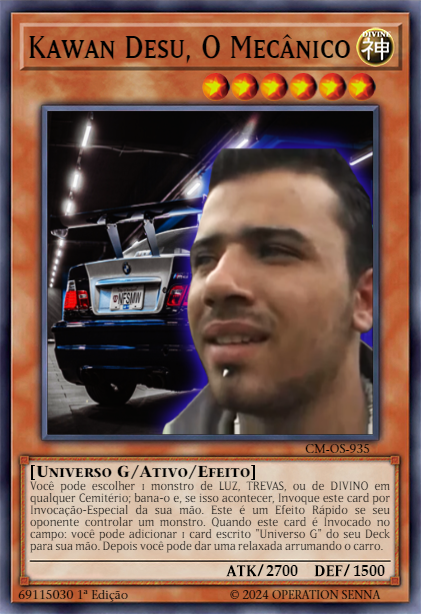 Kawan Desu, O Mecânico
DIVINE
神
NFSMW
CM-OS-935
[Universo G/Ativo/Efeito]
Você pode escolher 1 monstro de LUZ, TREVAS, ou de DIVINO em
qualquer Cemitério; bana-o e, se isso acontecer, Invoque este card por
Invocação-Especial da sua mão. Este é um Efeito Rápido se seu
oponente controlar um monstro. Quando este card é Invocado no
campo: você pode adicionar 1 card escrito "Universo G" do seu Deck
para sua mão. Depois você pode dar uma relaxada arrumando o carro.
ATK/2700 DEF/1500
69115030 1ª Edição
©2024 OPERATION SENNA